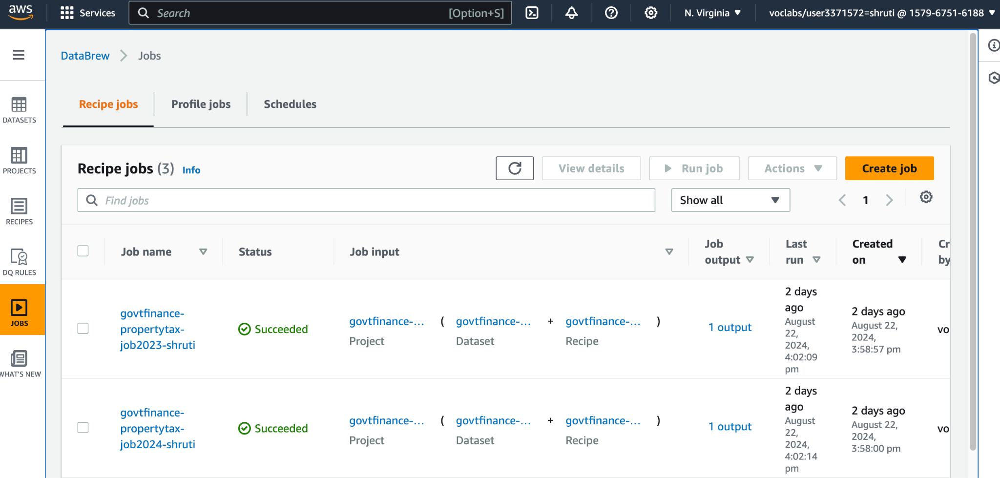 aws
Services
Search
[Option+S]
N. Virginia
voclabs/user3371572=shruti @ 1579-6751-6188
DataBrew
Jobs
DATASETS
PROJECTS
RECIPES
DQ RULES
JOBS
WHAT'S NEW
Recipe jobs
Profile jobs
Schedules
Recipe jobs (3) Info
View details
Run job
Actions
Create job
Find jobs
Show all
1
Job name
Status
Job input
Job
output
Last
run
Created
on
Cr
by
govtfinance-
propertytax-
job2023-shruti
Succeeded
govtfinance-... ( govtfinance-... + govtfinance-... )
Project Dataset Recipe
1 output
2 days
ago
August
22,
2024,
4:02:09
pm
2 days ago
August 22,
2024,
3:58:57 pm
vo
govtfinance-
propertytax-
job2024-shruti
Succeeded
govtfinance-... ( govtfinance-... + govtfinance-... )
Project Dataset Recipe
1 output
2 days
ago
August
22,
2024,
4:02:14
pm
2 days ago
August 22,
2024,
3:58:00 pm
vo